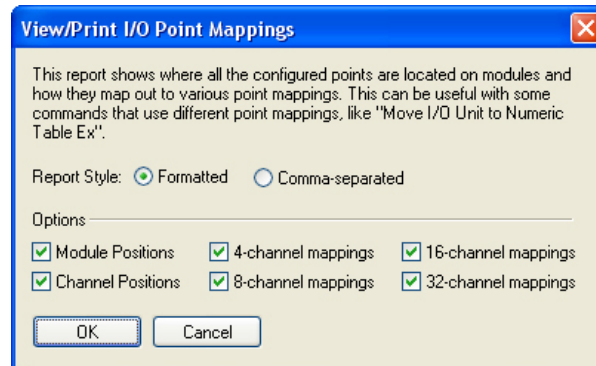 View/Print I/O Point Mappings
This report shows where all the configured points are located on modules and
how they map out to various point mappings. This can be useful with some
commands that use different point mappings, like "Move I/O Unit to Numeric
Table Ex".
Report Style: Formatted Comma-separated
Options
Module Positions 4-channel mappings 16-channel mappings
Channel Positions 8-channel mappings 32-channel mappings
OK Cancel